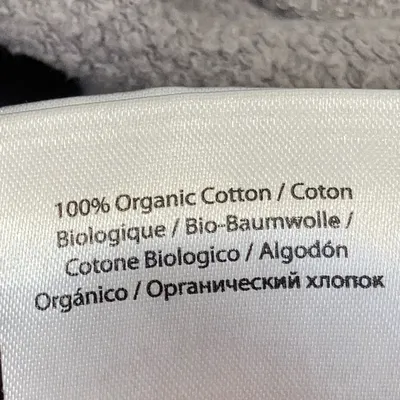 100% Organic Cotton / Coton
Biologique / Bio-Baumwolle /
Cotone Biologico / Algodón
Orgánico / Органический хлопок